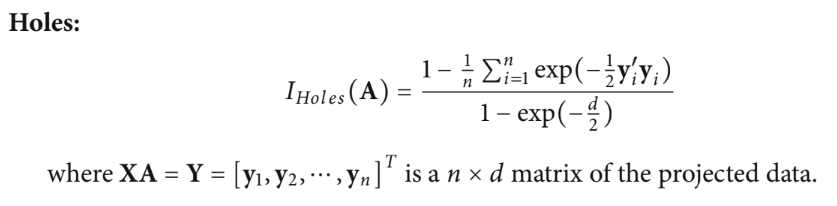 Holes:
I_{Holes}(A) = \frac{1 - \frac{1}{n} \sum_{i=1}^{n} \exp(-\frac{1}{2} y_i' y_i)}{1 - \exp(-\frac{d}{2})}
where XA = Y = [y_1, y_2, ⋯, y_n]^T is a n × d matrix of the projected data.